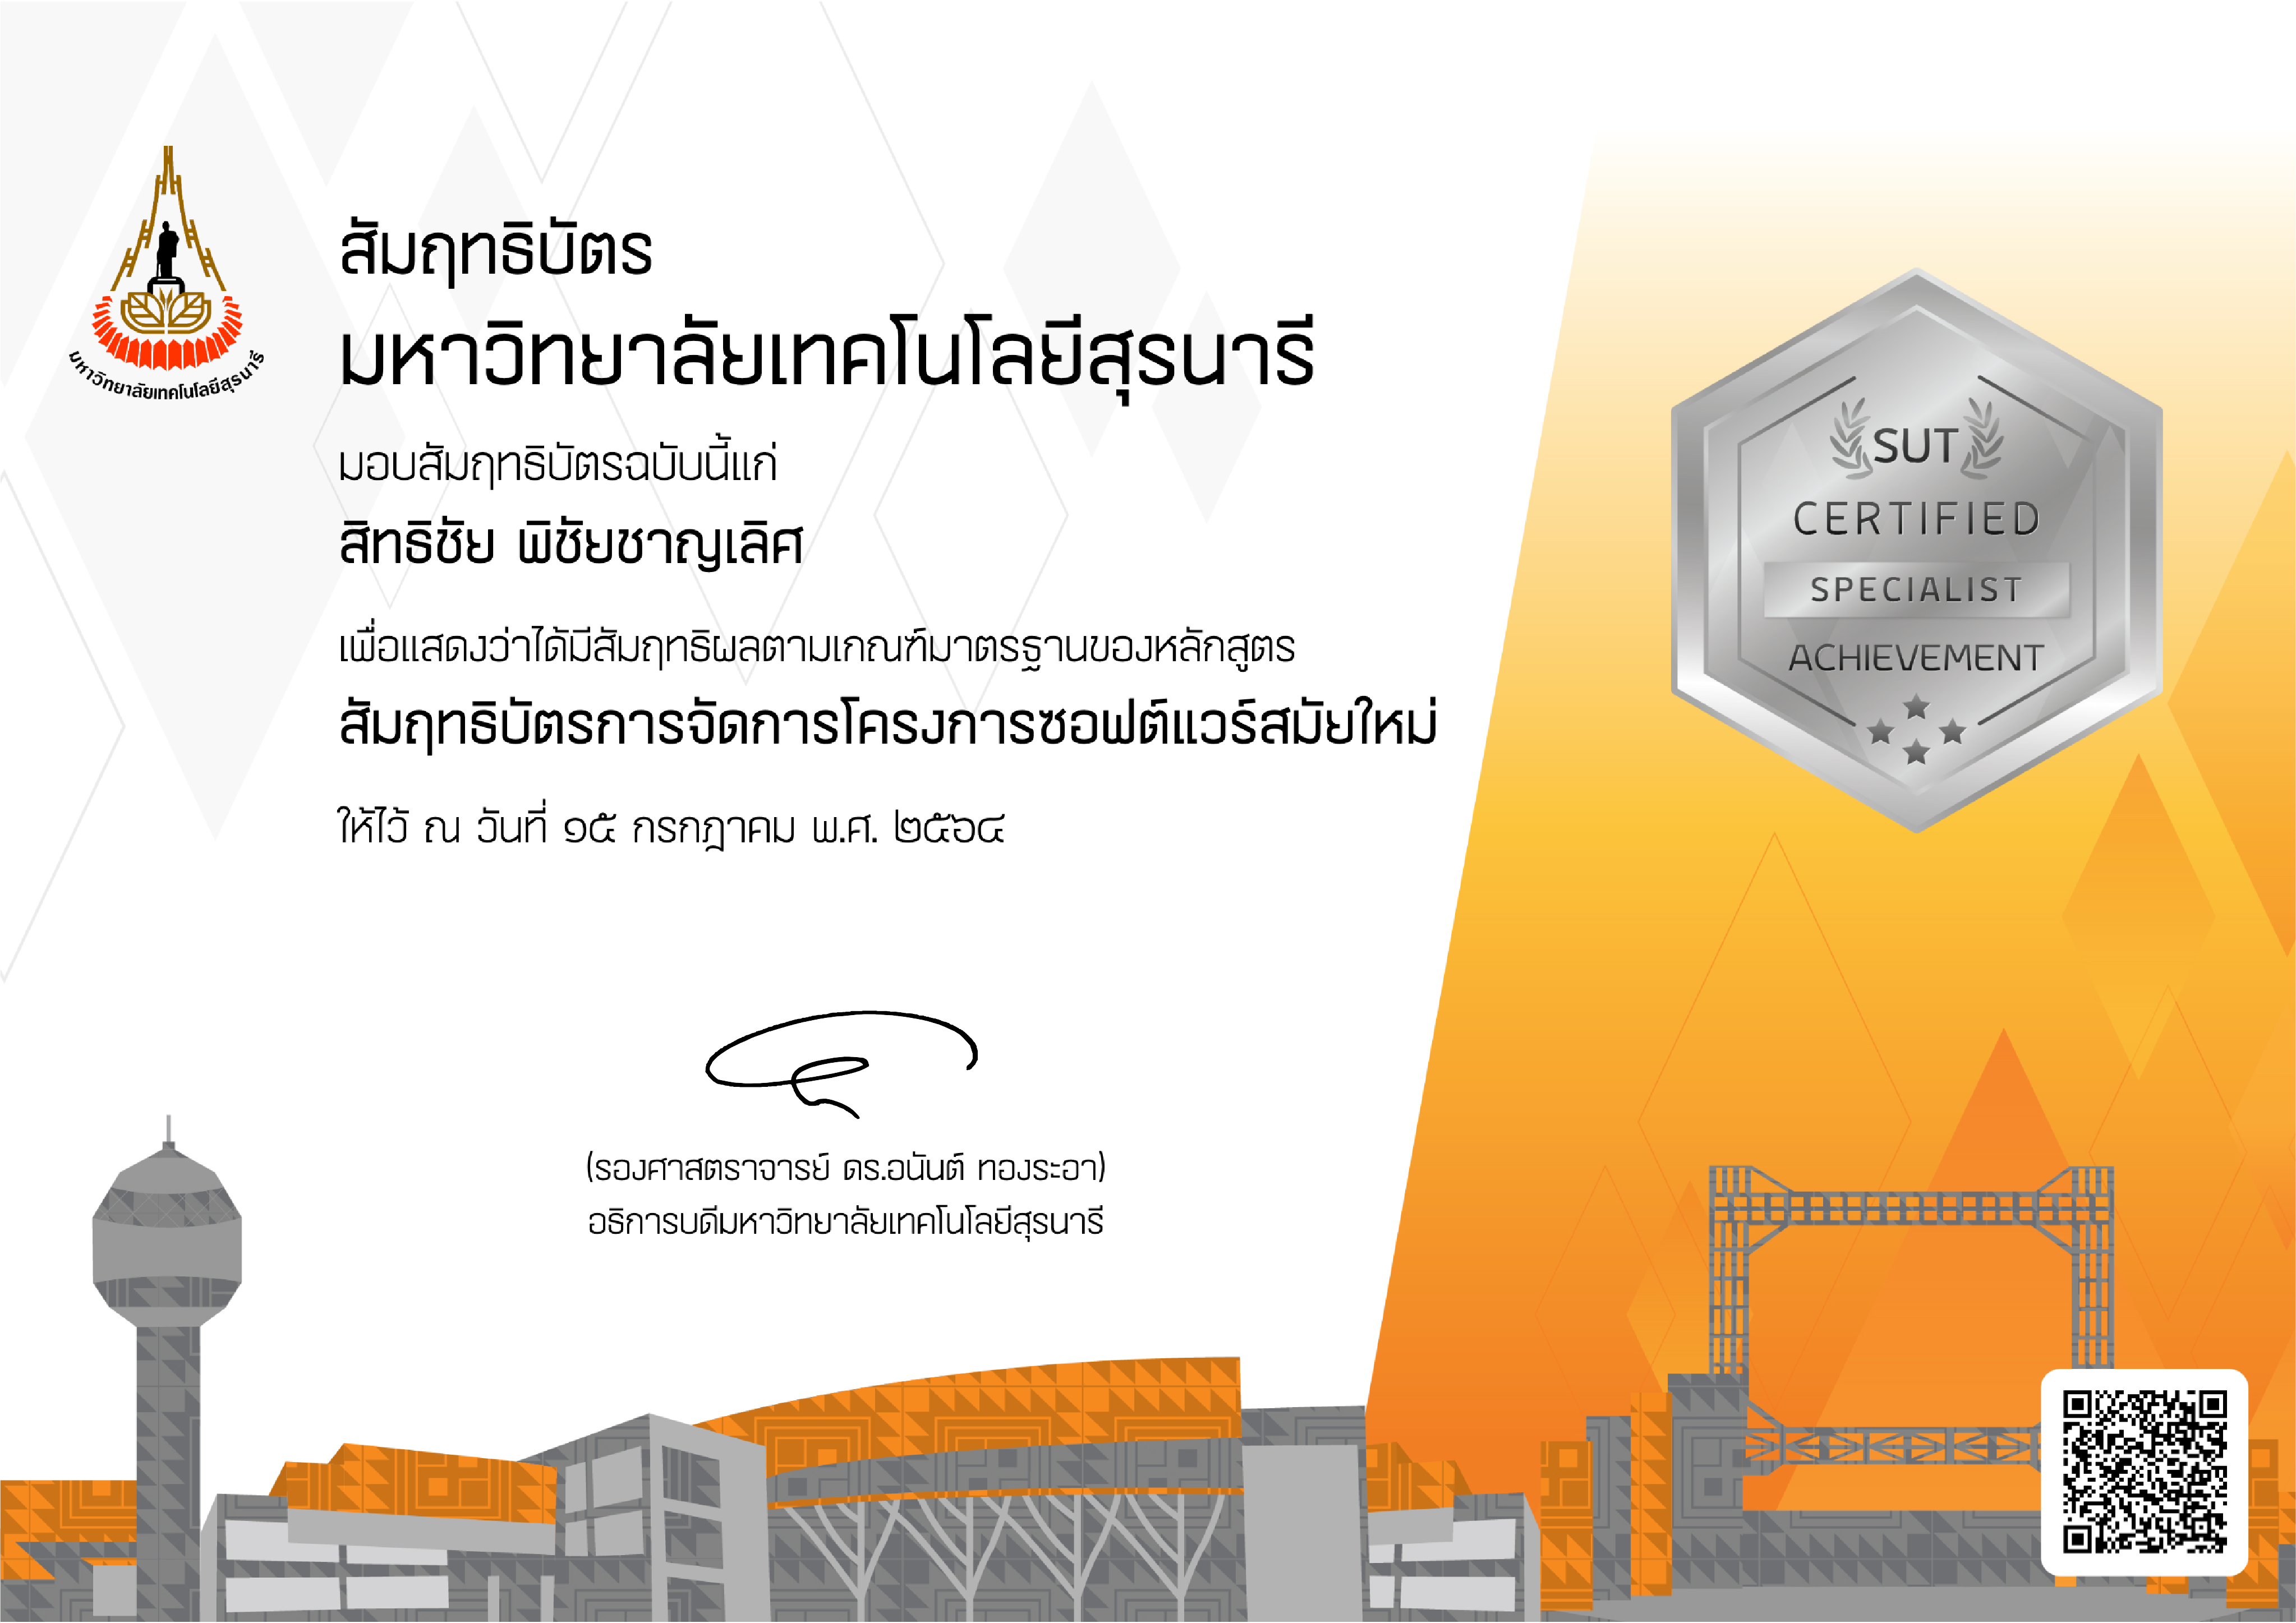 มหาวิทยาลัยเทคโนโลยีสุรนารี
สัมฤทธิบัตร
มหาวิทยาลัยเทคโนโลยีสุรนารี
มอบสัมฤทธิบัตรฉบับนี้แก่
สิทธิชัย พิชัยชาญเลิศ
เพื่อแสดงว่าได้มีสัมฤทธิผลตามเกณฑ์มาตรฐานของหลักสูตร
สัมฤทธิบัตรการจัดการโครงการซอฟต์แวร์สมัยใหม่
ให้ไว้ ณ วันที่ ๑๕ กรกฎาคม พ.ศ. ๒๕๖๔
(รองศาสตราจารย์ ดร.อนันต์ ทองระอา)
อธิการบดีมหาวิทยาลัยเทคโนโลยีสุรนารี
SUT
CERTIFIED
SPECIALIST
ACHIEVEMENT